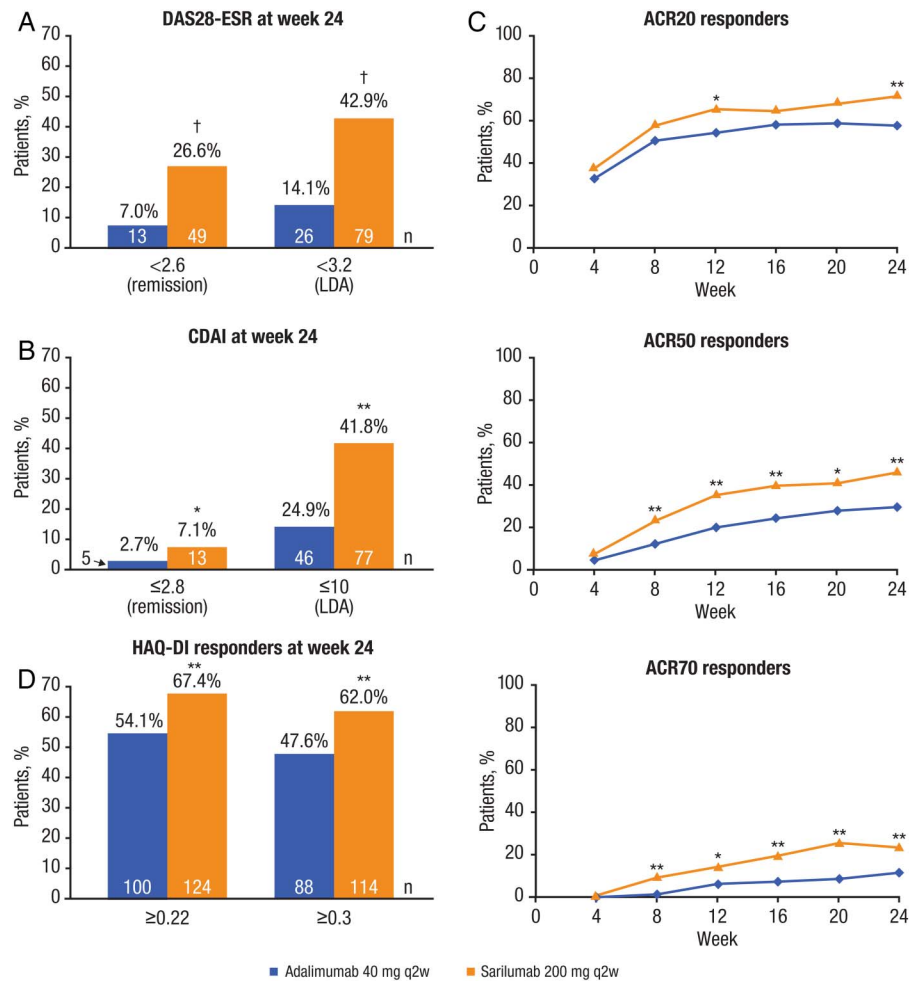 A
DAS28-ESR at week 24
Patients, %
70
60
50
40
30
20
10
0
7.0%
†
26.6%
14.1%
†
42.9%
13 49 26 79 n
<2.6
(remission)
<3.2
(LDA)
B
CDAI at week 24
Patients, %
70
60
50
40
30
20
10
0
5
2.7%
*
7.1%
24.9%
**
41.8%
13 46 77 n
≤2.8
(remission)
≤10
(LDA)
D
HAQ-DI responders at week 24
Patients, %
70
60
50
40
30
20
10
0
54.1%
**
67.4%
47.6%
**
62.0%
100 124 88 114 n
≥0.22 ≥0.3
C
ACR20 responders
Patients, %
100
80
60
40
20
0
* **
0 4 8 12 16 20 24
Week
ACR50 responders
Patients, %
100
80
60
40
20
0
** ** ** * **
0 4 8 12 16 20 24
Week
ACR70 responders
Patients, %
100
80
60
40
20
0
** * ** ** **
0 4 8 12 16 20 24
Week
Adalimumab 40 mg q2w Sarilumab 200 mg q2w